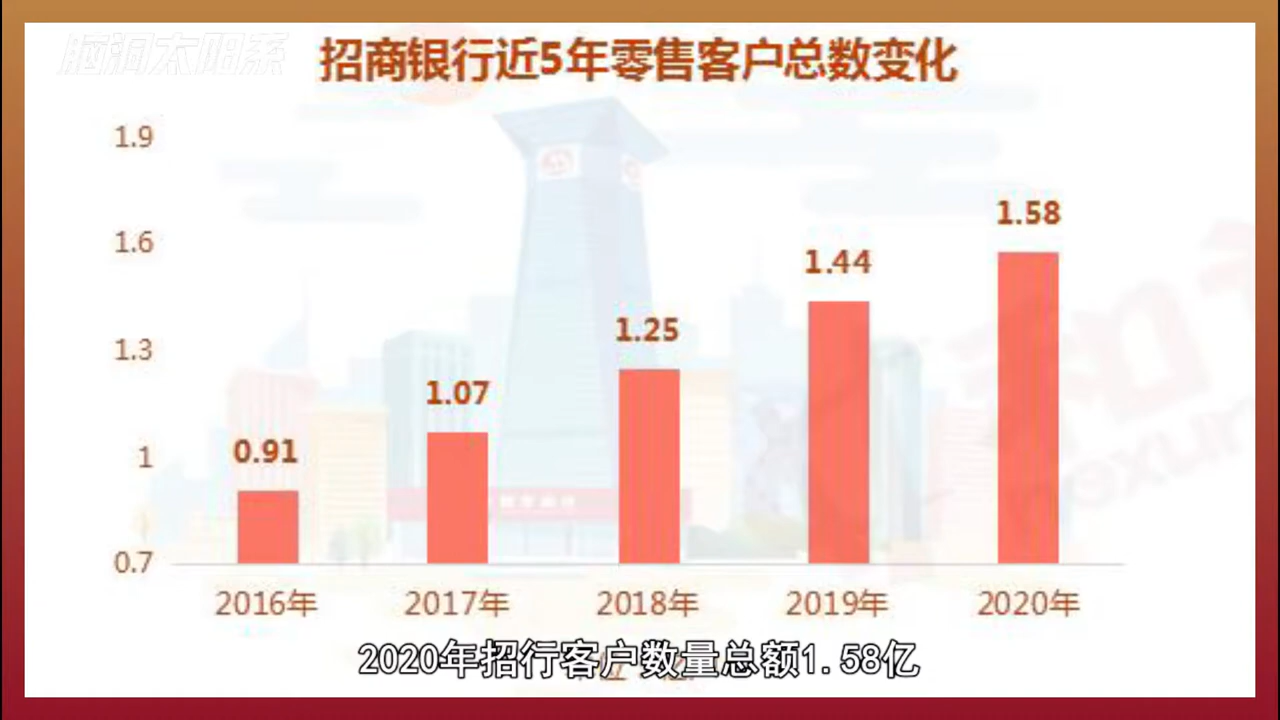 脑洞太阳系
招商银行近5年零售客户总数变化
1.9
1.6
1.3
1
0.7
0.91
1.07
1.25
1.44
1.58
2016年
2017年
2018年
2019年
2020年
2020年招行客户数量总额1.58亿